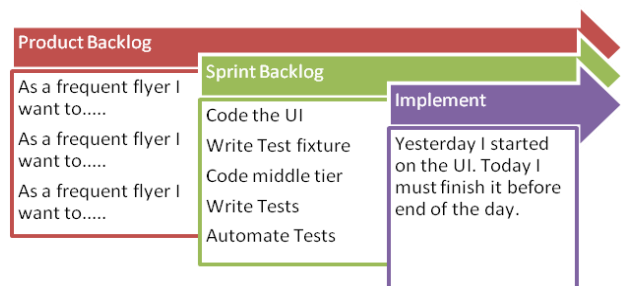 Product Backlog
As a frequent flyer I
want to.....
As a frequent flyer I
want to.....
As a frequent flyer I
want to.....
Sprint Backlog
Code the UI
Write Test fixture
Code middle tier
Write Tests
Automate Tests
Implement
Yesterday I started
on the UI. Today I
must finish it before
end of the day.